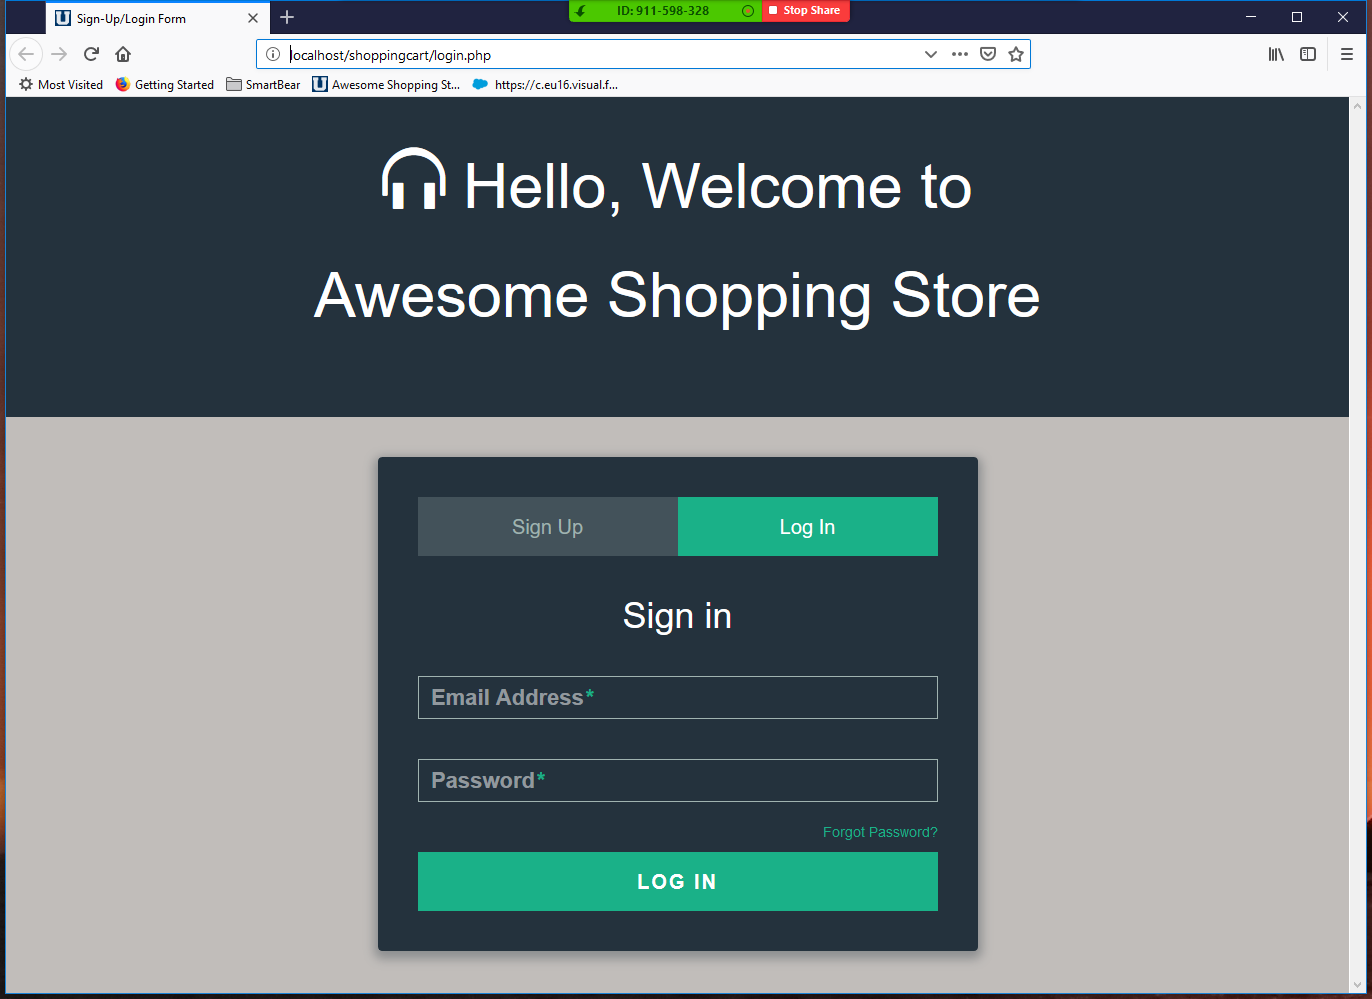 Sign-Up/Login Form
ID: 911-598-328
Stop Share
localhost/shoppingcart/login.php
Most Visited
Getting Started
SmartBear
Awesome Shopping St...
https://c.eu16.visual.f...
Hello, Welcome to
Awesome Shopping Store
Sign Up
Log In
Sign in
Email Address*
Password*
Forgot Password?
LOG IN